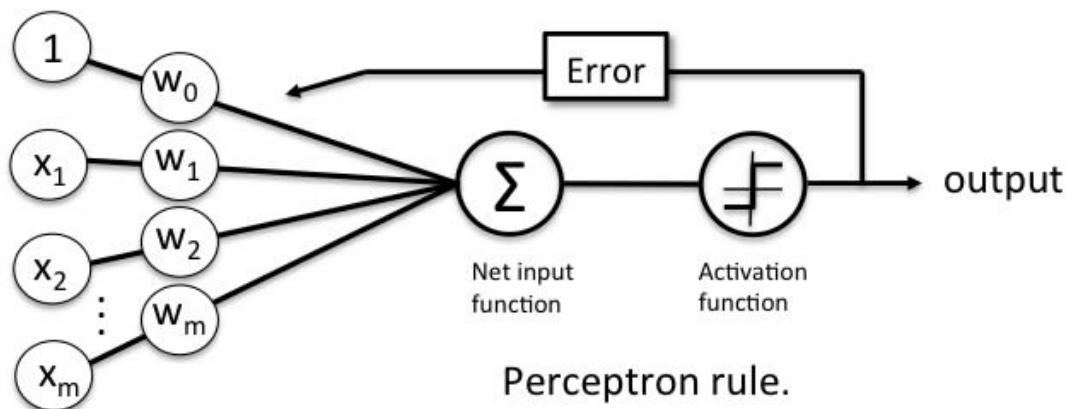 1
w0
Error
x1
w1
Σ
output
x2
w2
⋮
wm
xm
Net input
function
Activation
function
Perceptron rule.